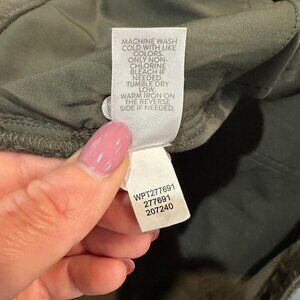 MACHINE WASH
COLD WITH LIKE
COLORS.
ONLY NON-
CHLORINE
BLEACH IF
NEEDED.
TUMBLE DRY
LOW.
WARM IRON ON
THE REVERSE
SIDE IF NEEDED.
WPT277691
277691
207240